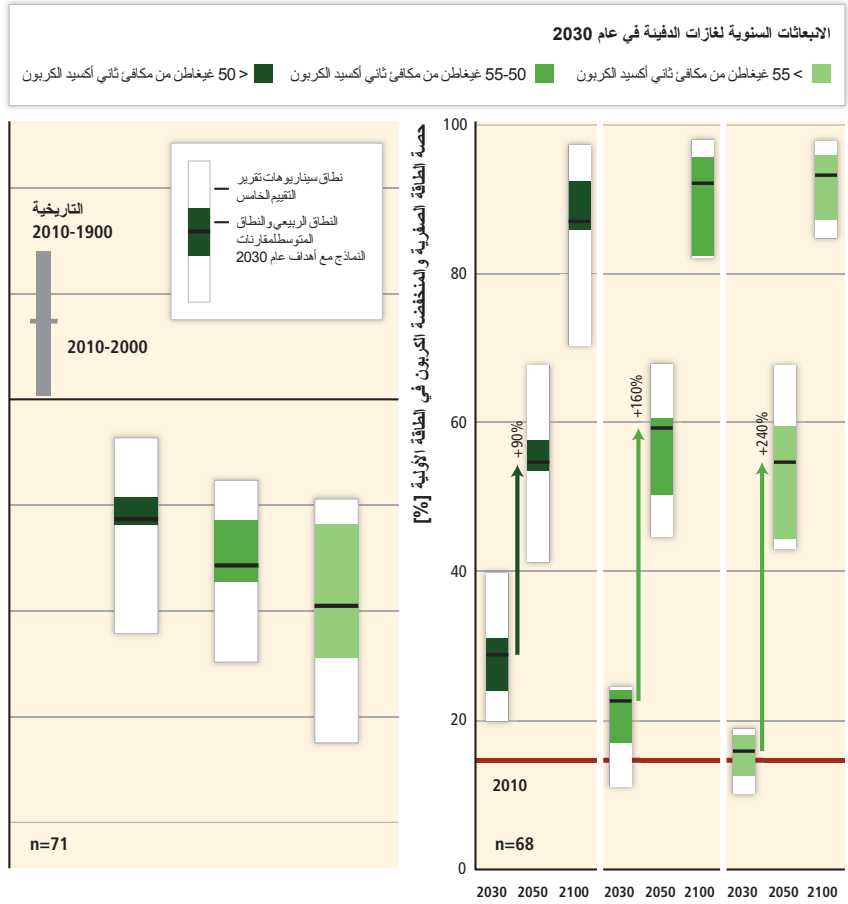 الانبعاثات السنوية لغازات الدفيئة في عام 2030
< 50 غيغاطن من مكافئ ثاني أكسيد الكربون
55-50 غيغاطن من مكافئ ثاني أكسيد الكربون
> 55 غيغاطن من مكافئ ثاني أكسيد الكربون
نطاق سيناريوهات تقرير
التقييم الخامس
النطاق الربيعي والنطاق
المتوسط لمقارنات
النماذج مع أهداف عام 2030
التاريخية
2010-1900
2010-2000
n=71
حصة الطاقة الصفرية والمنخفضة الكربون في الطاقة الأولية [%]
100
80
60
40
20
0
+90%
+160%
+240%
2010
n=68
2030 2050 2100 2030 2050 2100 2030 2050 2100